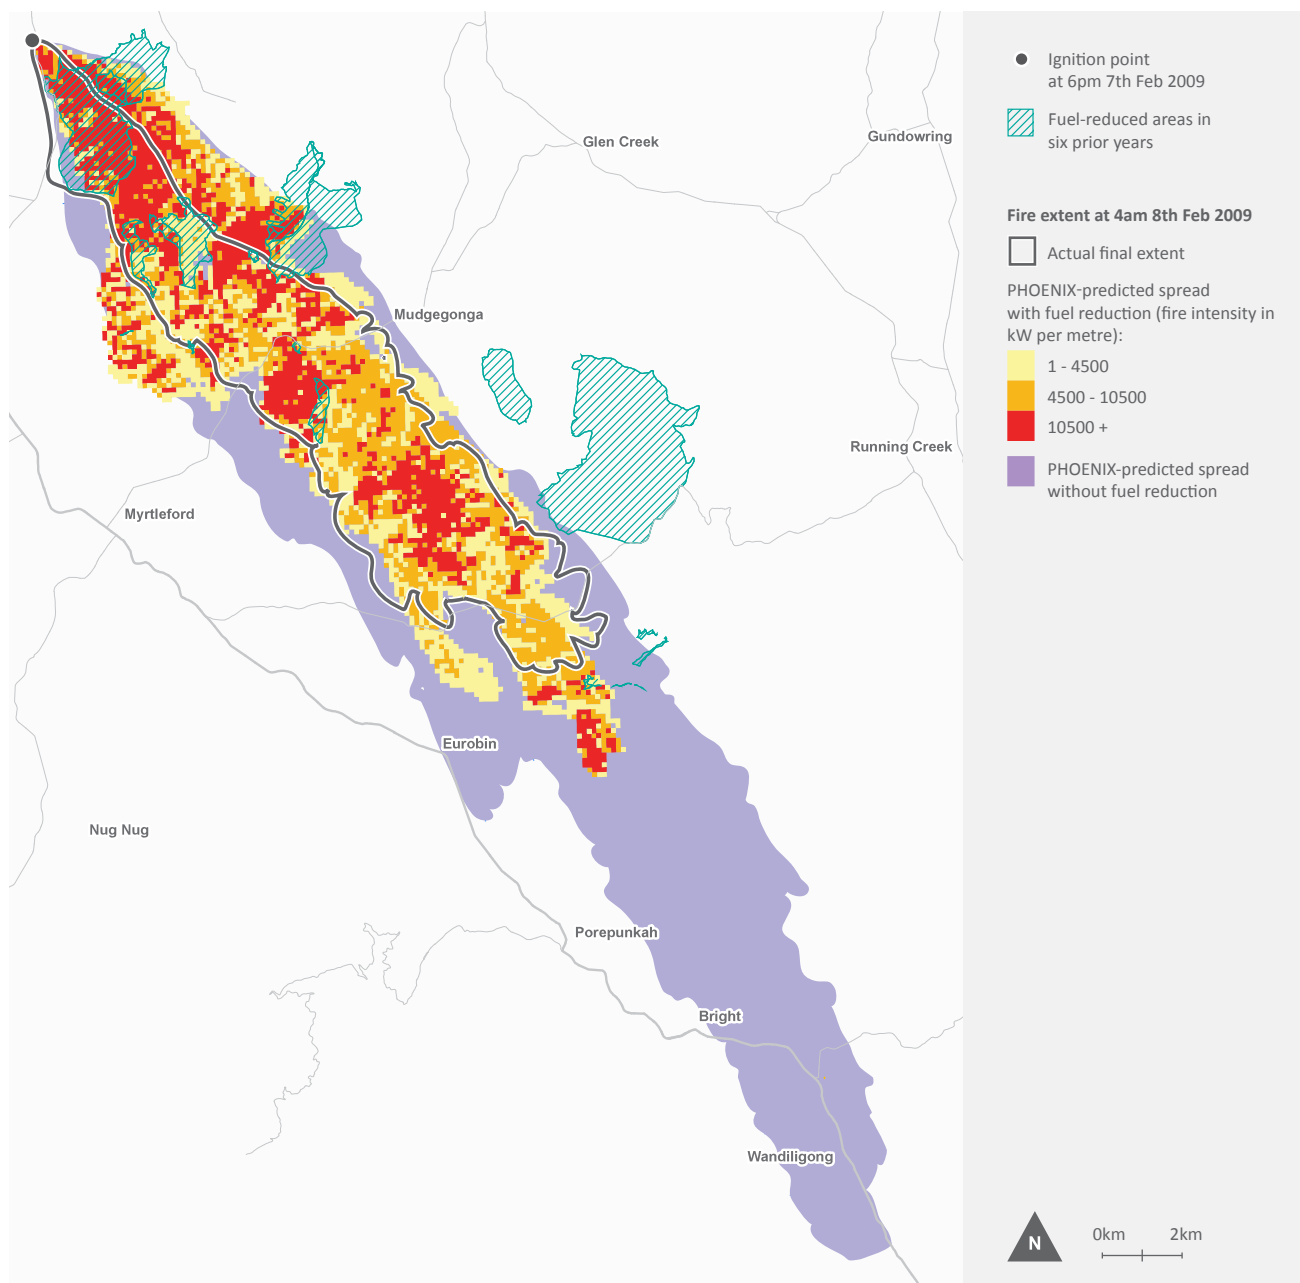 Glen Creek
Gundowring
Mudgegonga
Running Creek
Myrtleford
Eurobin
Nug Nug
Porepunkah
Bright
Wandiligong
Ignition point
at 6pm 7th Feb 2009
Fuel-reduced areas in
six prior years
Fire extent at 4am 8th Feb 2009
Actual final extent
PHOENIX-predicted spread
with fuel reduction (fire intensity in
kW per metre):
1 - 4500
4500 - 10500
10500 +
PHOENIX-predicted spread
without fuel reduction
N
0km 2km